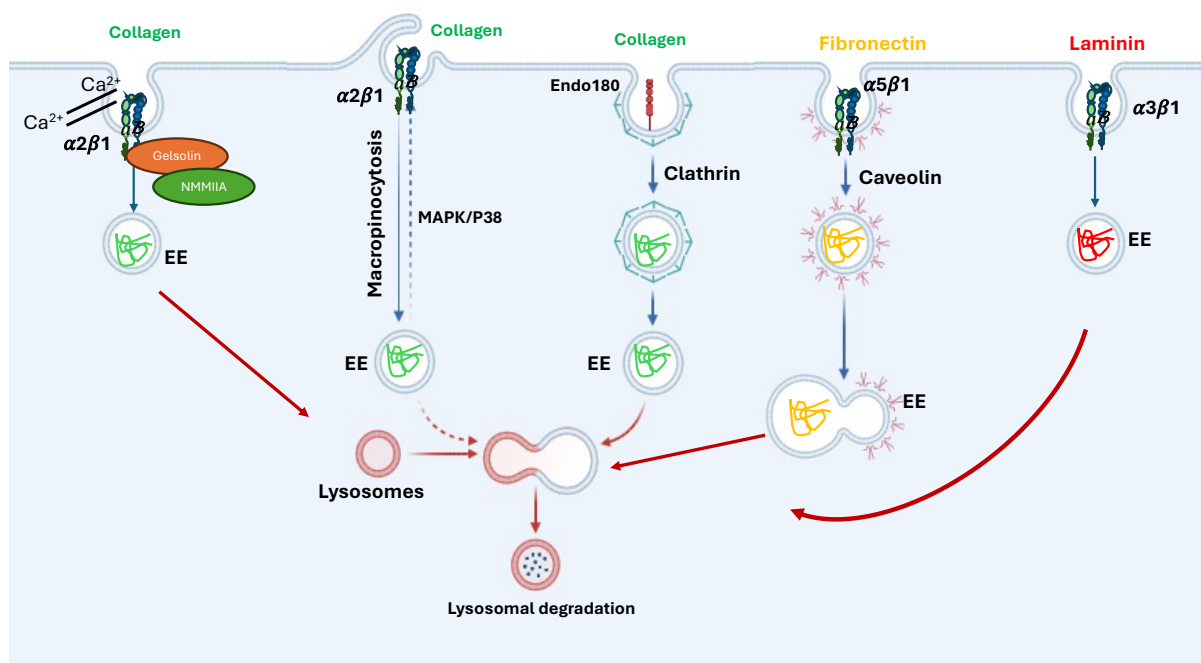 Collagen
Collagen
Collagen
Fibronectin
Laminin
Ca²⁺
Ca²⁺
α2β1
Gelsolin
NMMIIA
EE
α2β1
Macropinocytosis
MAPK/P38
EE
Endo180
Clathrin
EE
α5β1
Caveolin
EE
α3β1
EE
Lysosomes
Lysosomal degradation